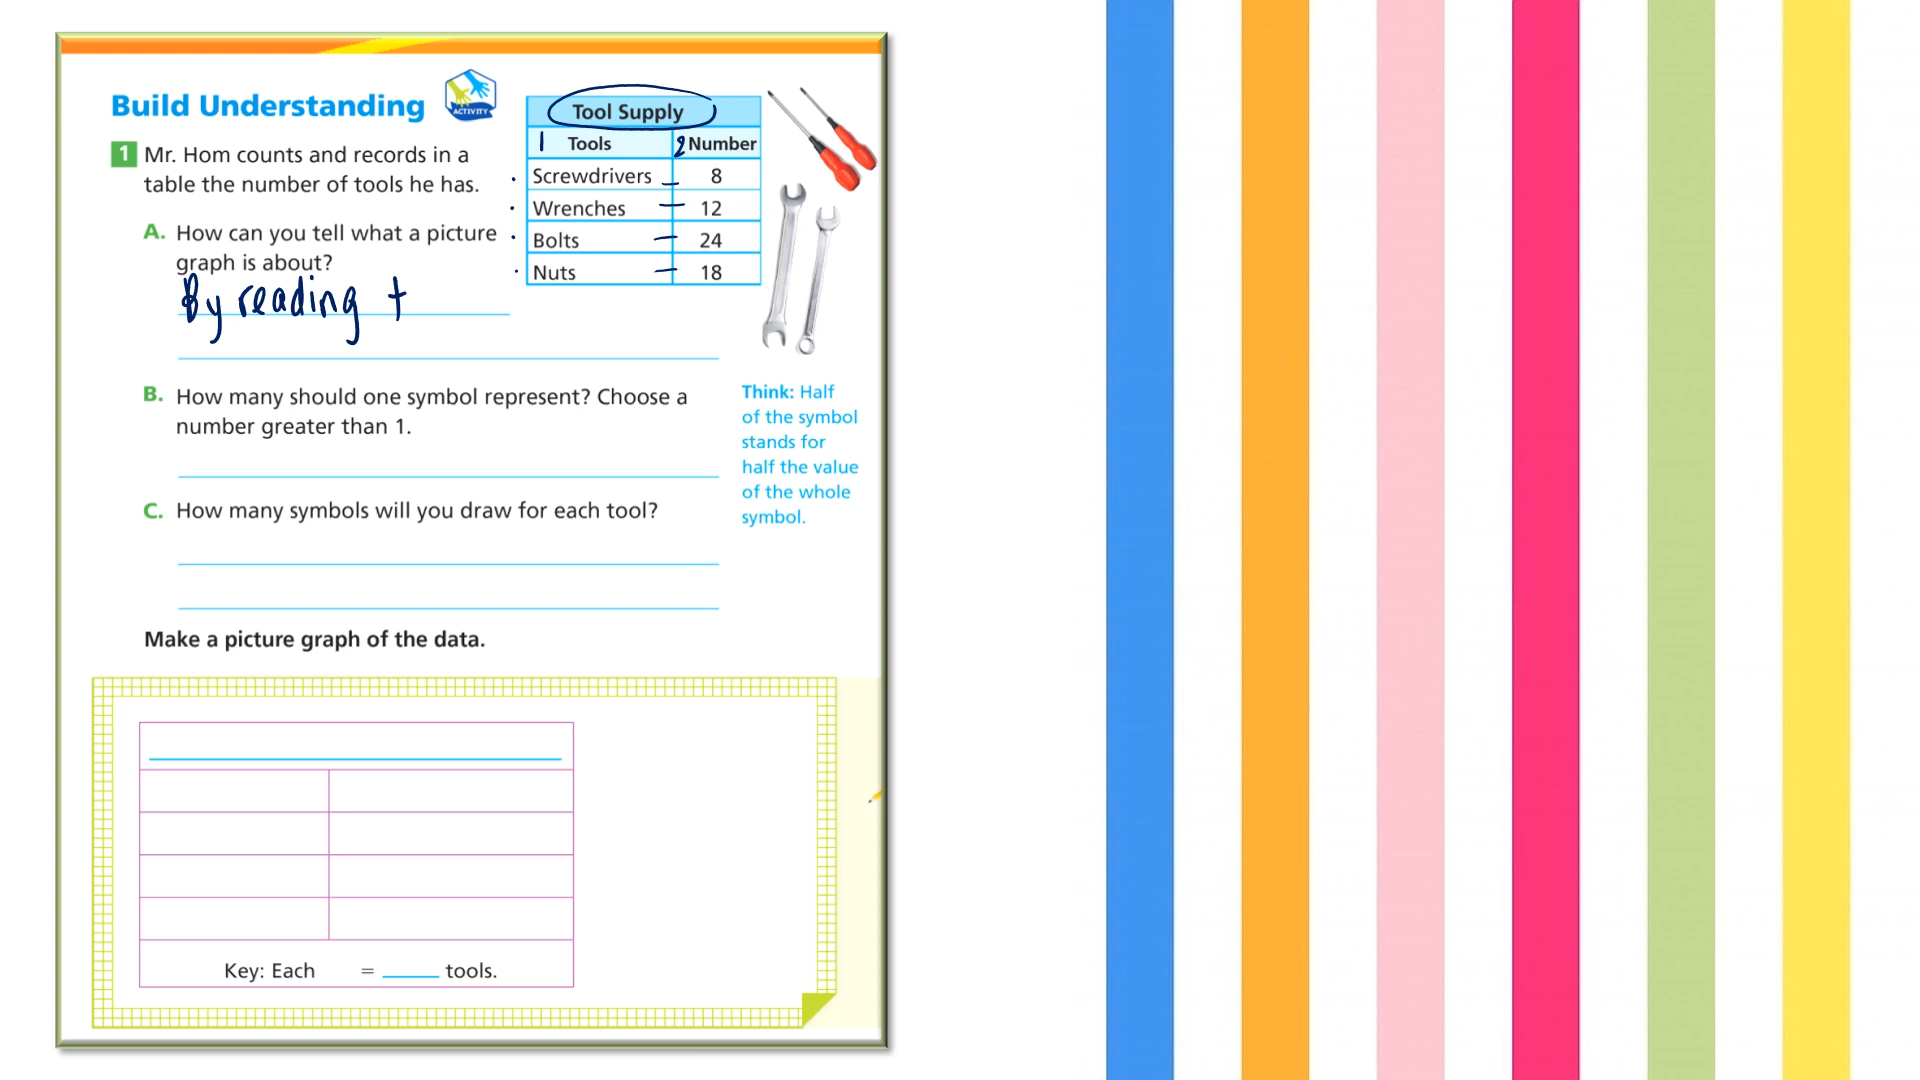 Build Understanding
ACTIVITY
1 Mr. Hom counts and records in a
table the number of tools he has.
A. How can you tell what a picture
graph is about?
By reading t
Tool Supply
1 Tools 2 Number
Screwdrivers 8
Wrenches 12
Bolts 24
Nuts 18
B. How many should one symbol represent? Choose a
number greater than 1.
Think: Half
of the symbol
stands for
half the value
of the whole
symbol.
C. How many symbols will you draw for each tool?
Make a picture graph of the data.
Key: Each = tools.